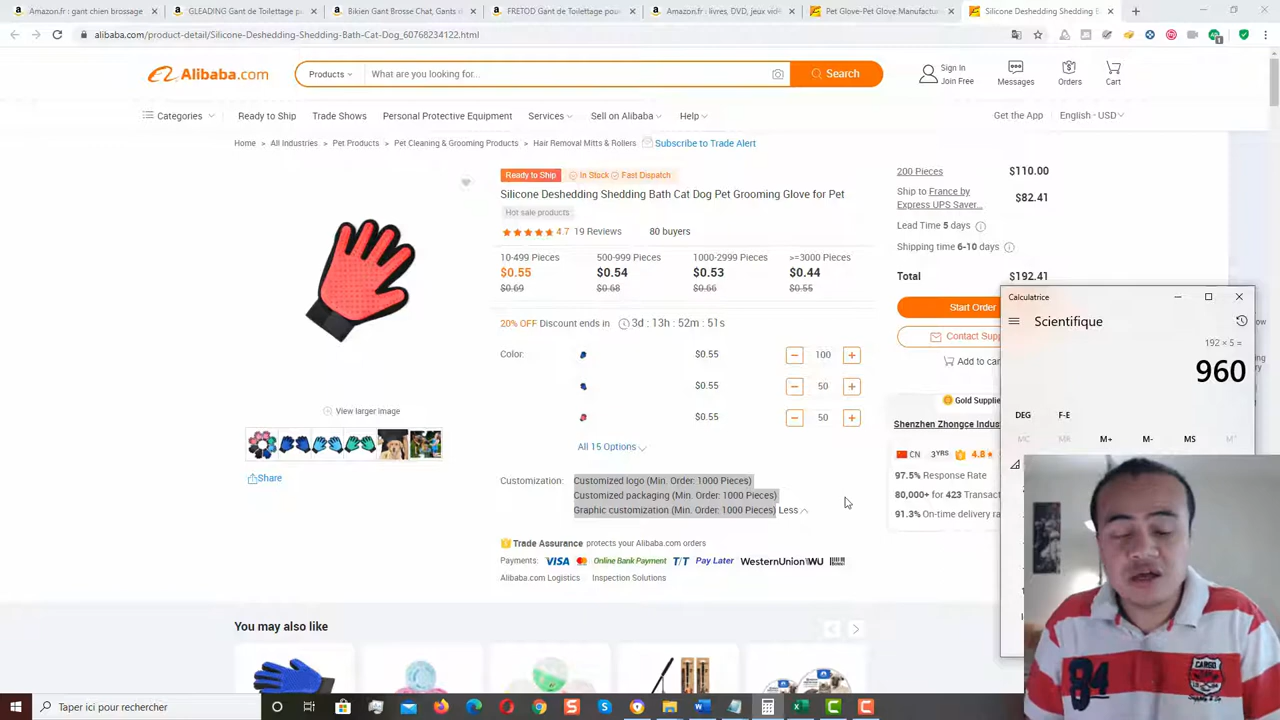 Amazon.fr : gant chien anti
GLEADING Gant de Toilettage p
Bikien Gant Brosse Chat, Gants d
FRETOD Gant de Toilettage pou
Amazon.fr : livres, DVD, jeux vidé
Pet Glove-Pet Glove Manufactur
Silicone Deshedding Shedding Ba
alibaba.com/product-detail/Silicone-Deshedding-Shedding-Bath-Cat-Dog_60768234122.html
Alibaba.com
Products
What are you looking for...
Search
Sign In
Join Free
Messages
Orders
Cart
Categories
Ready to Ship
Trade Shows
Personal Protective Equipment
Services
Sell on Alibaba
Help
Get the App
English - USD
Home > All Industries > Pet Products > Pet Cleaning & Grooming Products > Hair Removal Mitts & Rollers
Subscribe to Trade Alert
Ready to Ship
In Stock
Fast Dispatch
Silicone Deshedding Shedding Bath Cat Dog Pet Grooming Glove for Pet
Hot sale products
4.7 19 Reviews 80 buyers
10-499 Pieces 500-999 Pieces 1000-2999 Pieces >=3000 Pieces
$0.55 $0.54 $0.53 $0.44
$0.69 $0.68 $0.66 $0.55
20% OFF Discount ends in 3d : 13h : 52m : 51s
Color: $0.55 − 100 +
$0.55 − 50 +
$0.55 − 50 +
All 15 Options
View larger image
Share
Customization: Customized logo (Min. Order: 1000 Pieces)
Customized packaging (Min. Order: 1000 Pieces)
Graphic customization (Min. Order: 1000 Pieces) Less
Trade Assurance protects your Alibaba.com orders
Payments: VISA Online Bank Payment T/T Pay Later WesternUnion WU
Alibaba.com Logistics Inspection Solutions
200 Pieces $110.00
Ship to France by
Express UPS Saver... $82.41
Lead Time 5 days
Shipping time 6-10 days
Total $192.41
Start Order
Contact Supp
Add to car
Gold Supplie
Shenzhen Zhongce Indus
CN 3YRS 4.8
97.5% Response Rate
80,000+ for 423 Transact
91.3% On-time delivery ra
Calculatrice
Scientifique
192 × 5 =
960
DEG F-E
MC MR M+ M- MS M
You may also like
84
CARGO
Taper ici pour rechercher